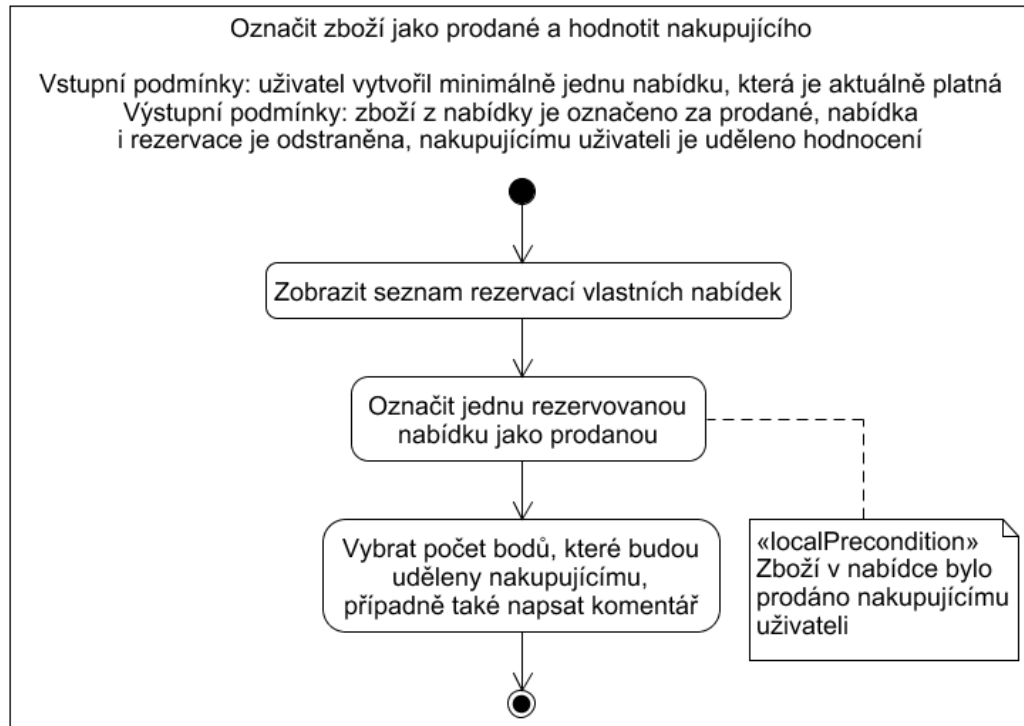 Označit zboží jako prodané a hodnotit nakupujícího
Vstupní podmínky: uživatel vytvořil minimálně jednu nabídku, která je aktuálně platná
Výstupní podmínky: zboží z nabídky je označeno za prodané, nabídka
i rezervace je odstraněna, nakupujícímu uživateli je uděleno hodnocení
Zobrazit seznam rezervací vlastních nabídek
Označit jednu rezervovanou
nabídku jako prodanou
Vybrat počet bodů, které budou
uděleny nakupujícímu,
případně také napsat komentář
«localPrecondition»
Zboží v nabídce bylo
prodáno nakupujícímu
uživateli